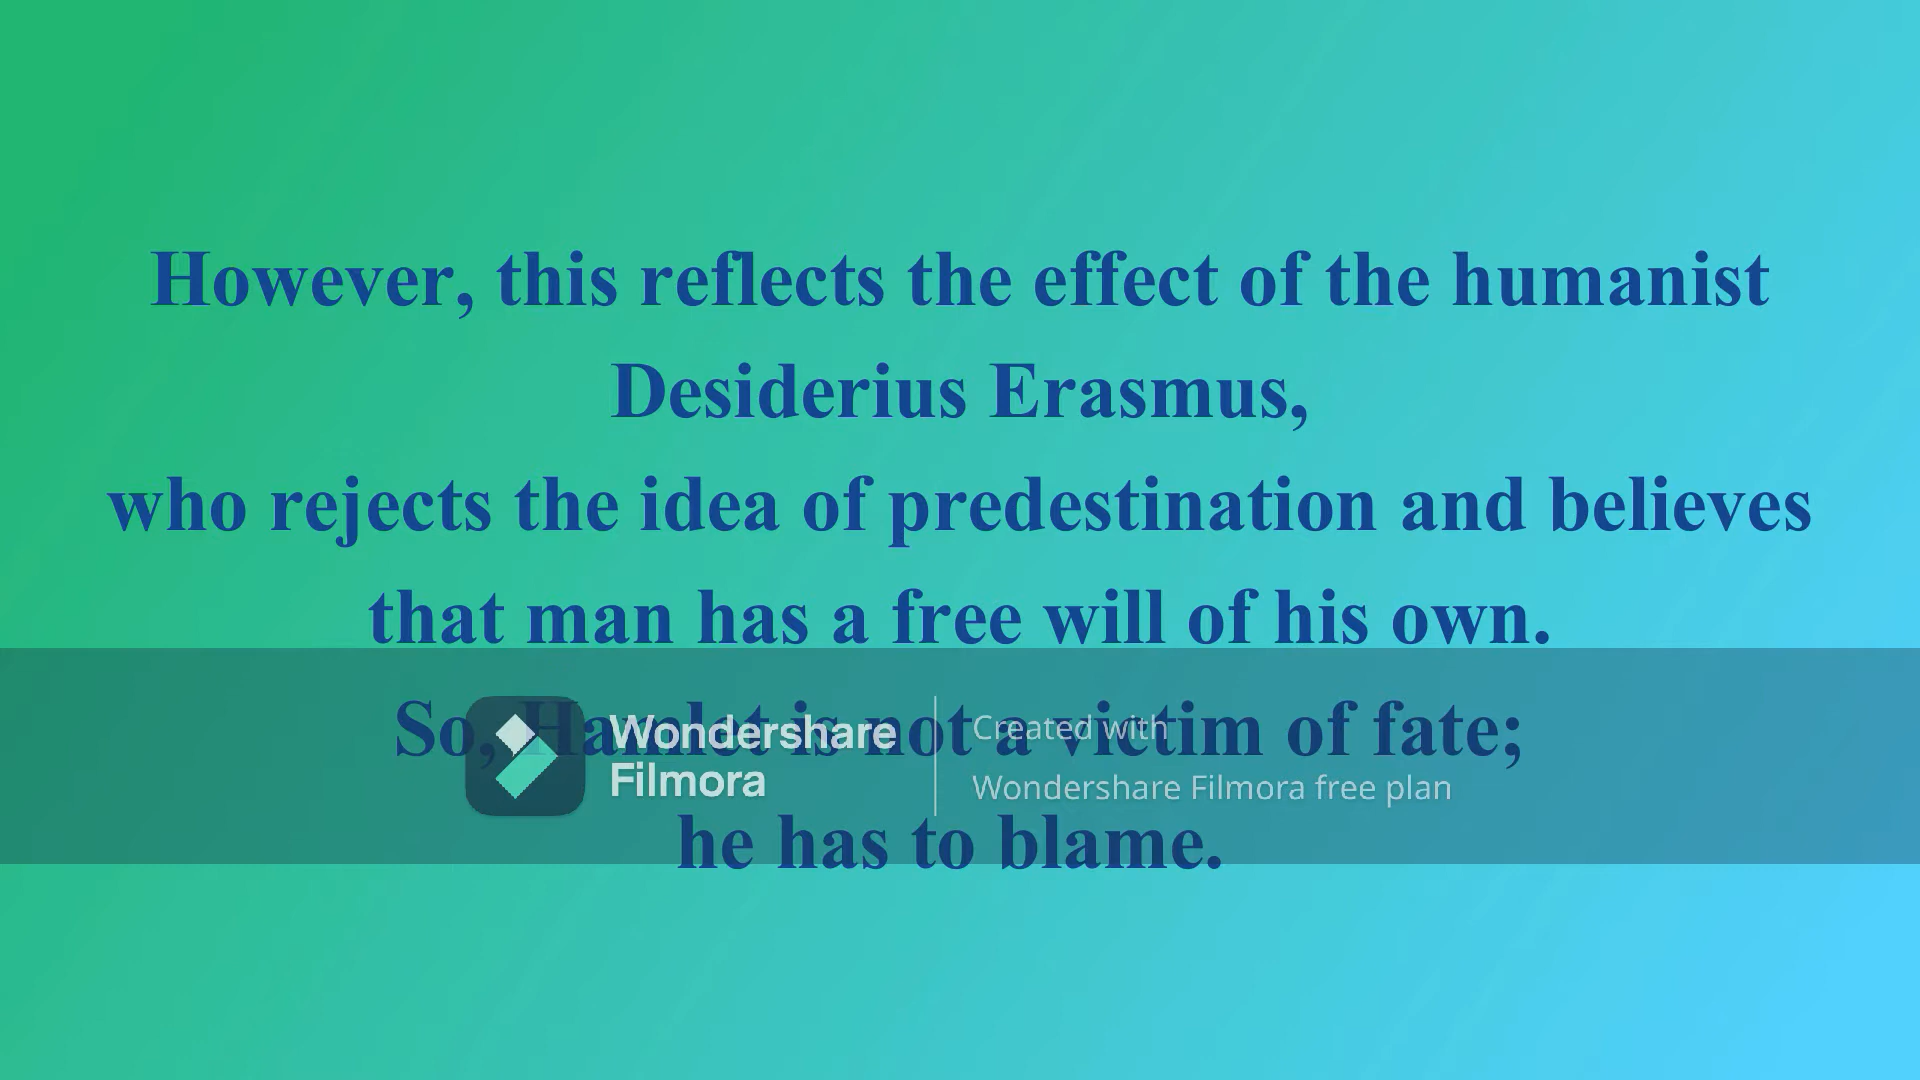 However, this reflects the effect of the humanist
Desiderius Erasmus,
who rejects the idea of predestination and believes
that man has a free will of his own.
So, Hamlet is not a victim of fate;
he has to blame.
Wondershare
Filmora
Created with
Wondershare Filmora free plan